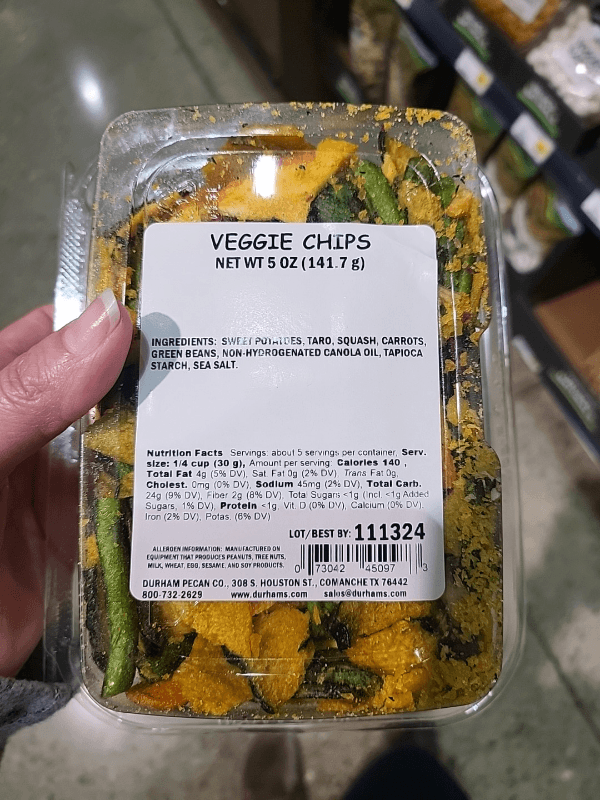 VEGGIE CHIPS
NET WT 5 OZ (141.7 g)
INGREDIENTS: SWEET POTATOES, TARO, SQUASH, CARROTS,
GREEN BEANS, NON-HYDROGENATED CANOLA OIL, TAPIOCA
STARCH, SEA SALT.
Nutrition Facts Servings: about 5 servings per container, Serv.
size: 1/4 cup (30 g), Amount per serving: Calories 140 ,
Total Fat 4g (5% DV), Sat. Fat 0g (2% DV), Trans Fat 0g,
Cholest. 0mg (0% DV), Sodium 45mg (2% DV), Total Carb.
24g (9% DV), Fiber 2g (8% DV), Total Sugars <1g (Incl. <1g Added
Sugars, 1% DV), Protein <1g, Vit. D (0% DV), Calcium (0% DV),
Iron (2% DV), Potas. (6% DV)
LOT/BEST BY: 111324
ALLERGEN INFORMATION: MANUFACTURED ON
EQUIPMENT THAT PRODUCES PEANUTS, TREE NUTS,
MILK, WHEAT, EGG, SESAME, AND SOY PRODUCTS.
0 73042 45097 3
DURHAM PECAN CO., 308 S. HOUSTON ST., COMANCHE TX 76442
800-732-2629 www.durhams.com sales@durhams.com